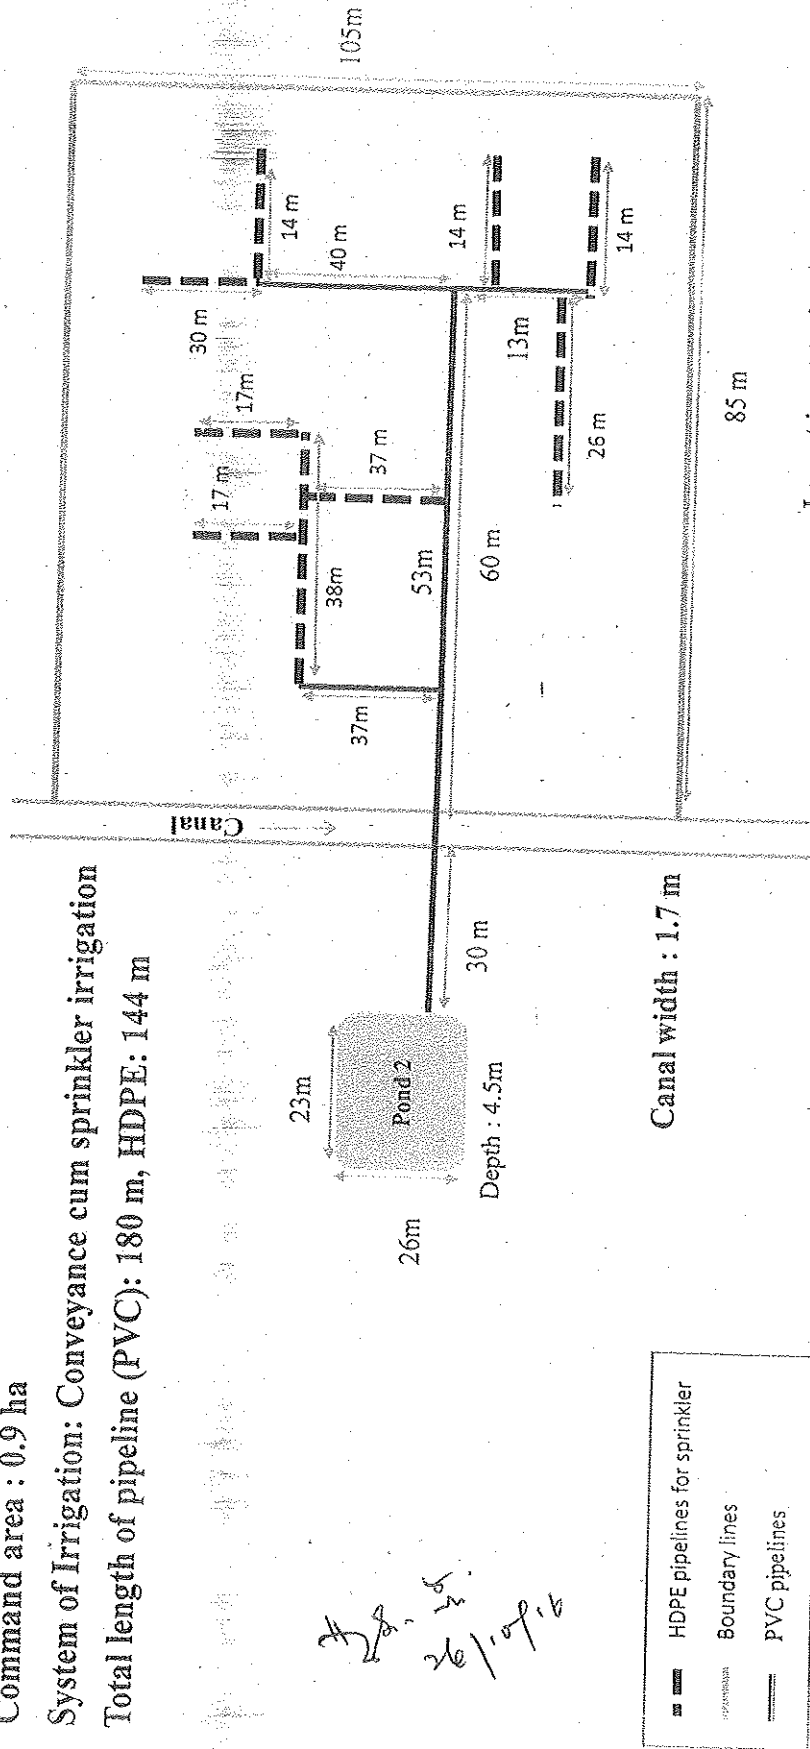 Command area : 0.9 ha
System of Irrigation: Conveyance cum sprinkler irrigation
Total length of pipeline (PVC): 180 m, HDPE: 144 m
105m
30 m
14 m
40 m
17m
17 m
37 m
38m
53m
60 m
37m
14 m
13m
14 m
26 m
85 m
Canal
30 m
Canal width : 1.7 m
23m
Pond 2
26m
Depth : 4.5m
HDPE pipelines for sprinkler
Boundary lines
PVC pipelines